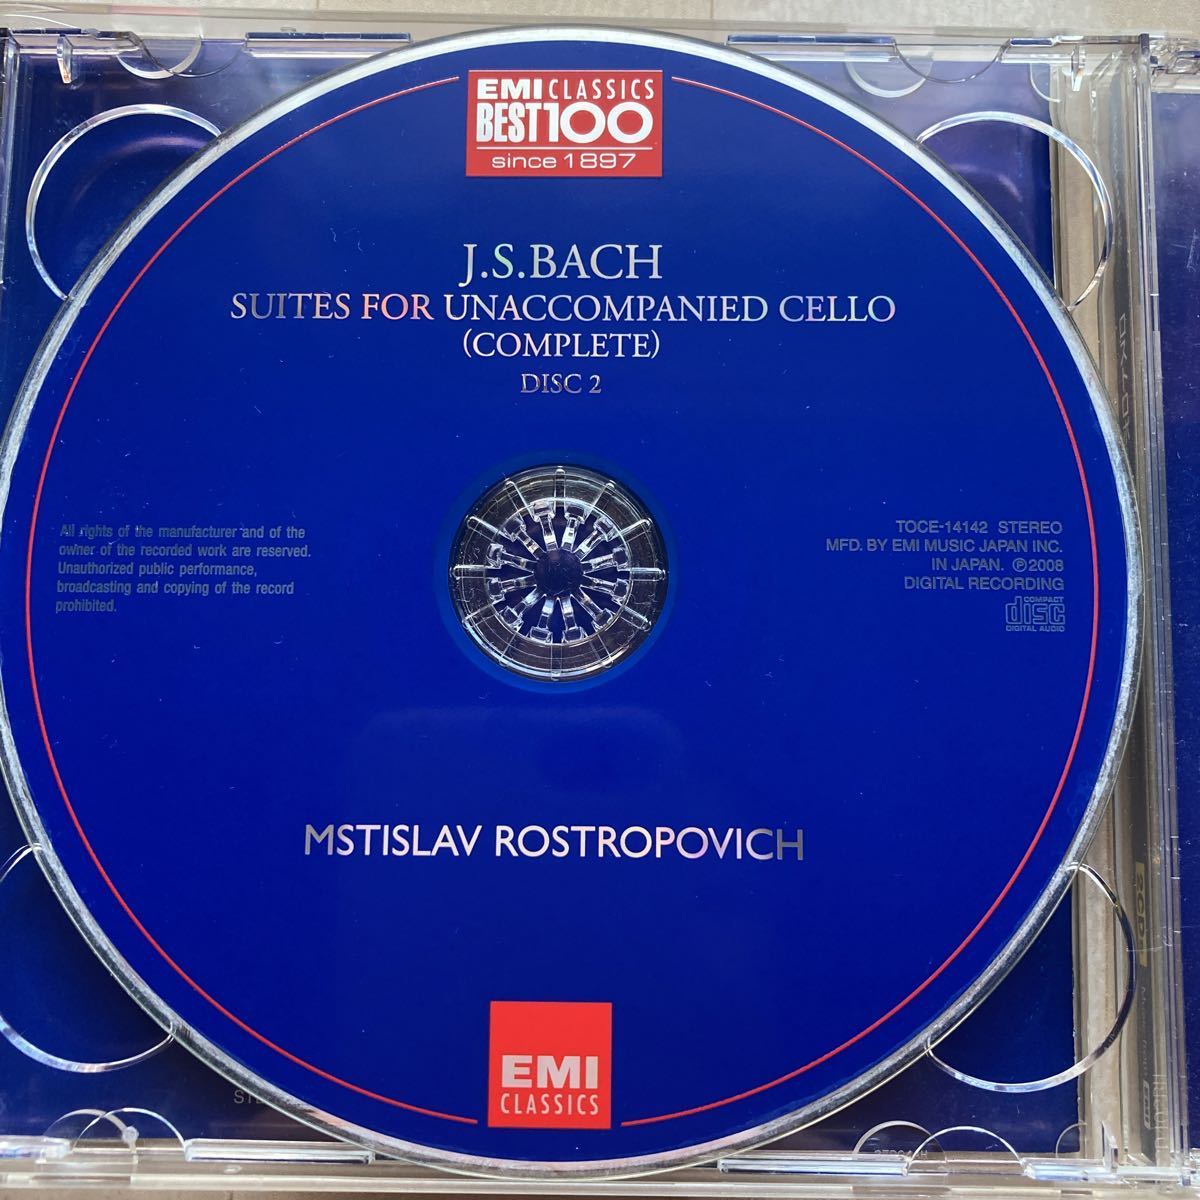 EMI CLASSICS
BEST 100
since 1897
J.S.BACH
SUITES FOR UNACCOMPANIED CELLO
(COMPLETE)
DISC 2
All rights of the manufacturer and of the
owner of the recorded work are reserved.
Unauthorized public performance,
broadcasting and copying of the record
prohibited.
TOCE-14142 STEREO
MFD. BY EMI MUSIC JAPAN INC.
IN JAPAN. ℗2008
DIGITAL RECORDING
COMPACT
disc
DIGITAL AUDIO
MSTISLAV ROSTROPOVICH
EMI
CLASSICS